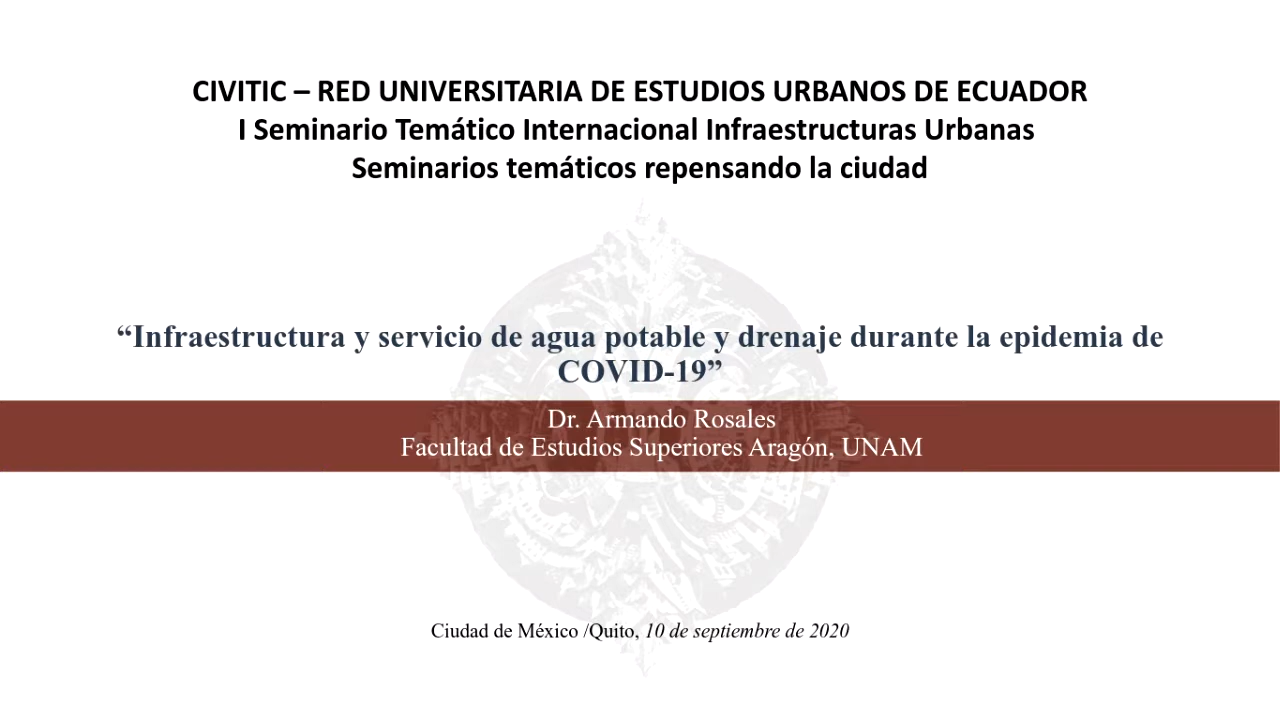 CIVITIC – RED UNIVERSITARIA DE ESTUDIOS URBANOS DE ECUADOR
I Seminario Temático Internacional Infraestructuras Urbanas
Seminarios temáticos repensando la ciudad
“Infraestructura y servicio de agua potable y drenaje durante la epidemia de
COVID-19”
Dr. Armando Rosales
Facultad de Estudios Superiores Aragón, UNAM
Ciudad de México /Quito, 10 de septiembre de 2020